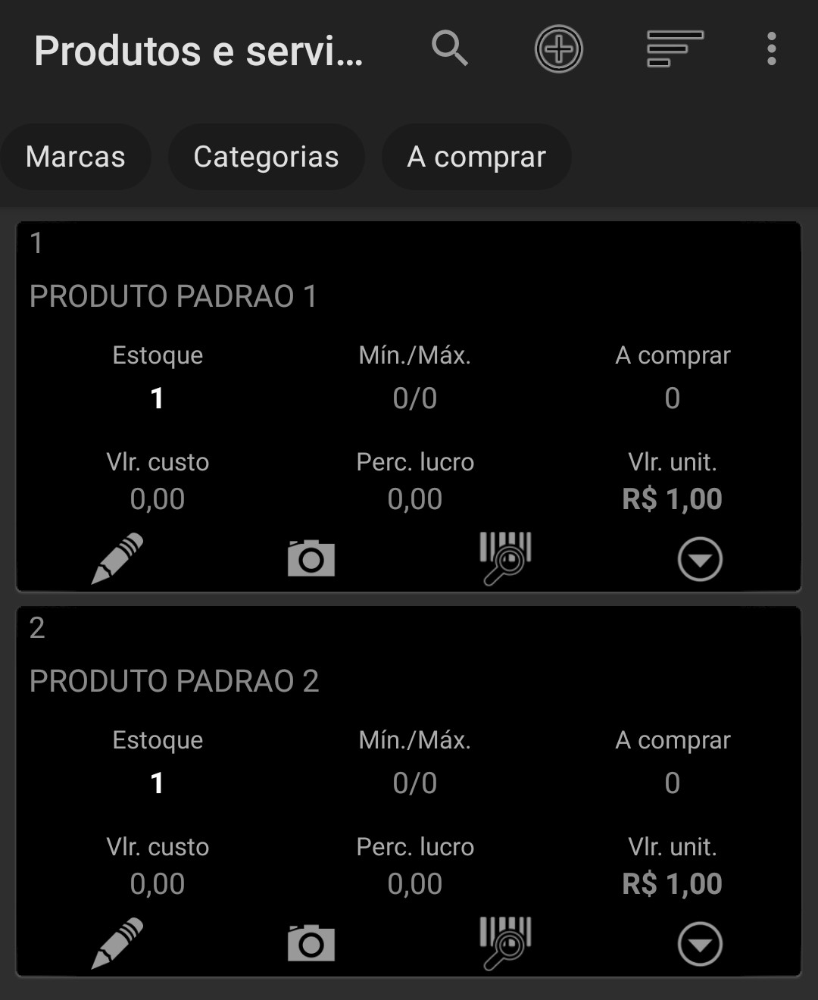 Produtos e servi...
Marcas Categorias A comprar
1
PRODUTO PADRAO 1
Estoque Mín./Máx. A comprar
1 0/0 0
Vlr. custo Perc. lucro Vlr. unit.
0,00 0,00 R$ 1,00
2
PRODUTO PADRAO 2
Estoque Mín./Máx. A comprar
1 0/0 0
Vlr. custo Perc. lucro Vlr. unit.
0,00 0,00 R$ 1,00